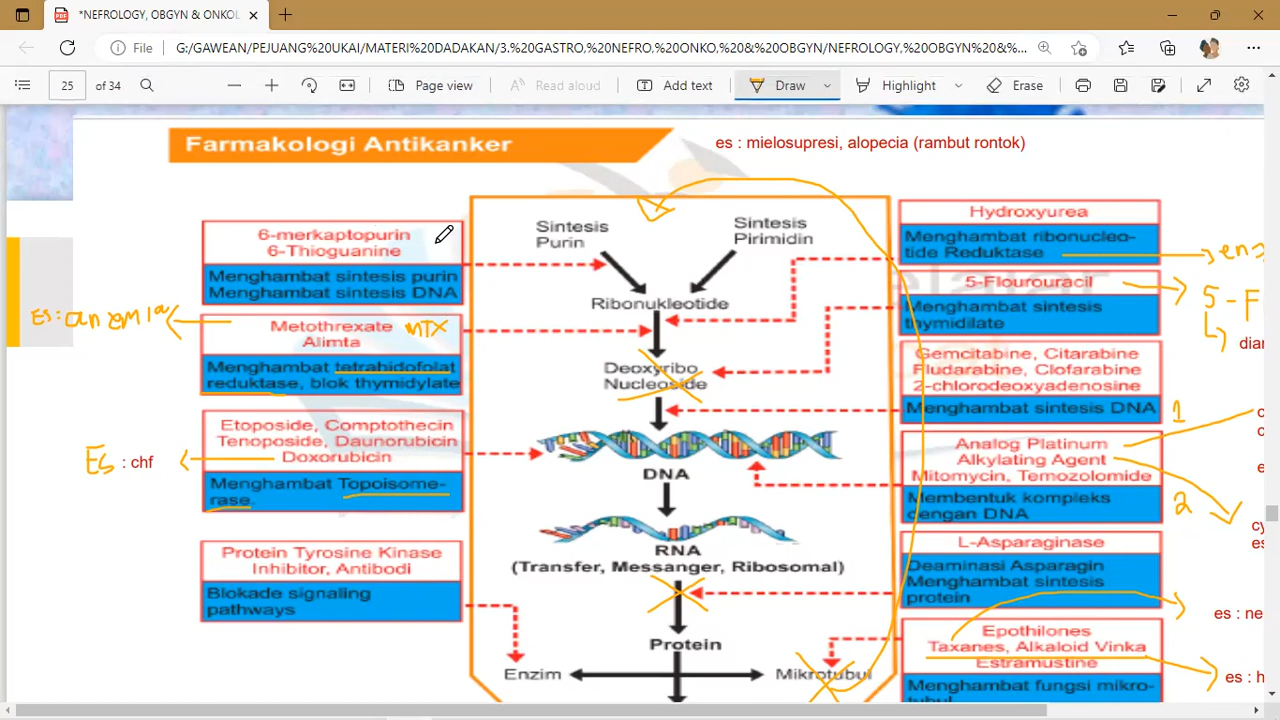 *NEFROLOGY, OBGYN & ONKOL
File
G:/GAWEAN/PEJUANG%20UKAI/MATERI%20DADAKAN/3.%20GASTRO,%20NEFRO,%20ONKO,%20&%20OBGYN/NEFROLOGY,%20OBGYN%20&%...
25
of 34
Page view
Read aloud
Add text
Draw
Highlight
Erase
Farmakologi Antikanker
es : mielosupresi, alopecia (rambut rontok)
6-merkaptopurin
6-Thioguanine
Menghambat sintesis purin
Menghambat sintesis DNA
Es: anemia
Metothrexate MTX
Alimta
Menghambat tetrahidofolat
reduktase, blok thymidylate
Etoposide, Comptothecin
Tenoposide, Daunorubicin
Doxorubicin
Es : chf
Menghambat Topoisome-
rase.
Protein Tyrosine Kinase
Inhibitor, Antibodi
Blokade signaling
pathways
Sintesis
Purin
Sintesis
Pirimidin
Ribonukleotide
Deoxyribo
Nucleoside
DNA
RNA
(Transfer, Messanger, Ribosomal)
Protein
Enzim
Mikrotubul
Hydroxyurea
Menghambat ribonucleo-
tide Reduktase
5-Flourouracil
5-F
Menghambat sintesis
thymidilate
diar
Gemcitabine, Citarabine
Fludarabine, Clofarabine
2-chlorodeoxyadenosine
Menghambat sintesis DNA
1
Analog Platinum
Alkylating Agent
Mitomycin, Temozolomide
Membentuk kompleks
dengan DNA
2
cy
es
L-Asparaginase
Deaminasi Asparagin
Menghambat sintesis
protein
es : ne
Epothilones
Taxanes, Alkaloid Vinka
Estramustine
es : h
Menghambat fungsi mikro-
tubul